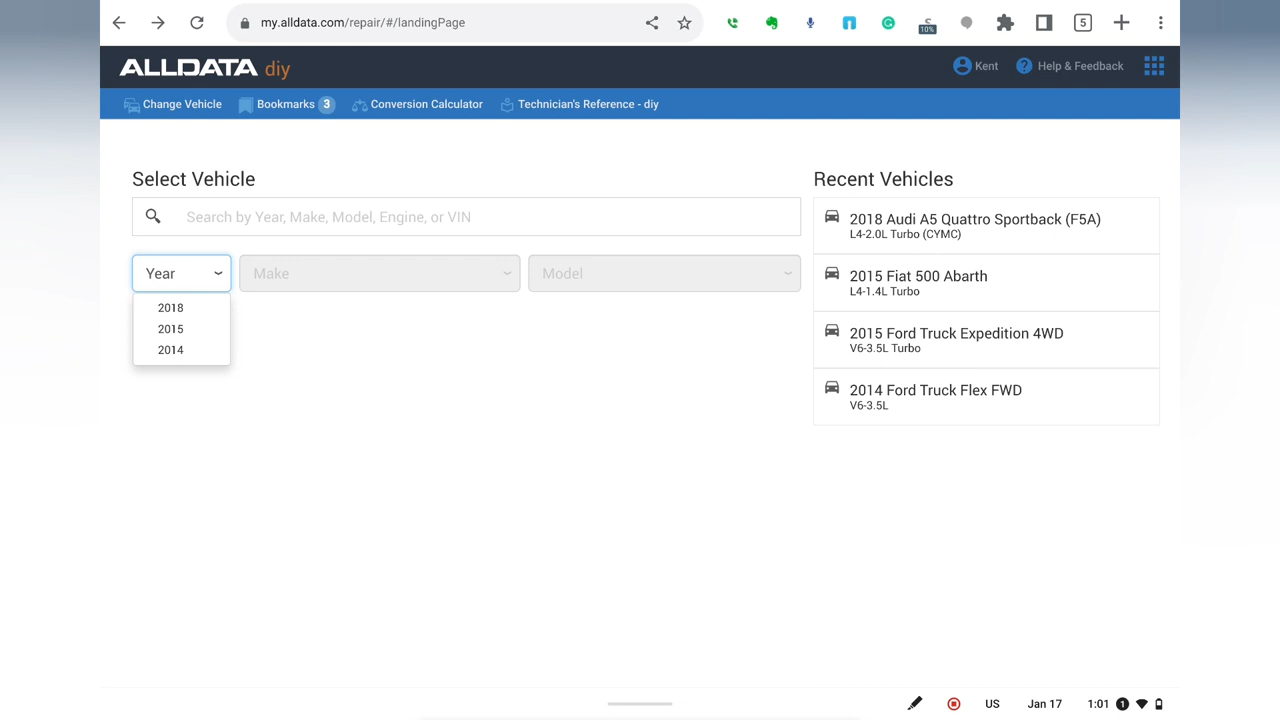 my.alldata.com/repair/#/landingPage
10%
5
ALLDATA diy
Kent
Help & Feedback
Change Vehicle
Bookmarks 3
Conversion Calculator
Technician's Reference - diy
Select Vehicle
Search by Year, Make, Model, Engine, or VIN
Year
Make
Model
2018
2015
2014
Recent Vehicles
2018 Audi A5 Quattro Sportback (F5A)
L4-2.0L Turbo (CYMC)
2015 Fiat 500 Abarth
L4-1.4L Turbo
2015 Ford Truck Expedition 4WD
V6-3.5L Turbo
2014 Ford Truck Flex FWD
V6-3.5L
US
Jan 17
1:01
1